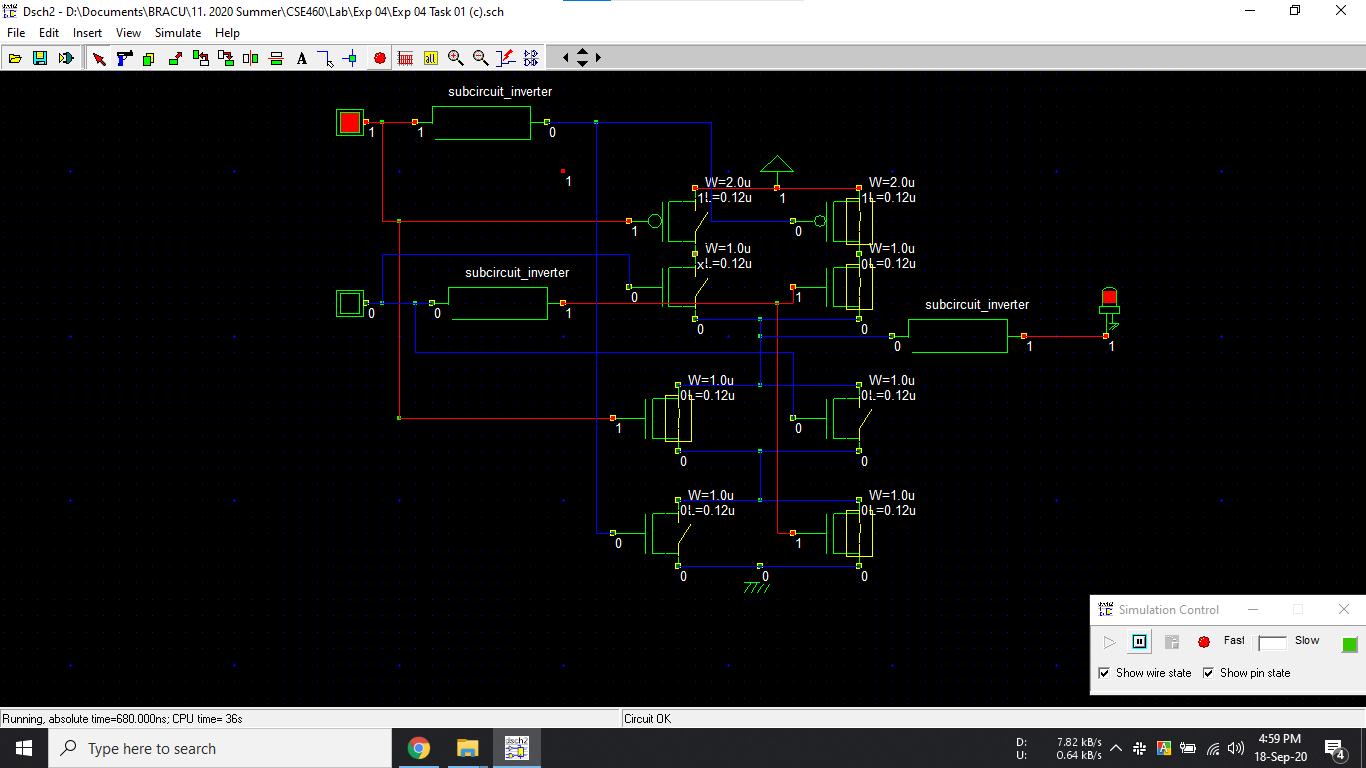 Dsch2 - D:\Documents\BRACU\11. 2020 Summer\CSE460\Lab\Exp 04\Exp 04 Task 01 (c).sch
File Edit Insert View Simulate Help
subcircuit_inverter
1 1 0
1
W=2.0u W=2.0u
1L=0.12u 1 1L=0.12u
1 0
W=1.0u W=1.0u
xL=0.12u 0L=0.12u
subcircuit_inverter
0 0 1 0 1
subcircuit_inverter
0 0
0 1 1
W=1.0u W=1.0u
0L=0.12u 0L=0.12u
1 0
0 0
W=1.0u W=1.0u
0L=0.12u 0L=0.12u
0 1
0 0 0
Simulation Control
Fast Slow
Show wire state Show pin state
Running, absolute time=680.000ns; CPU time= 36s
Circuit OK
Type here to search
dsch2
D: 7.82 kB/s
U: 0.64 kB/s
4:59 PM
18-Sep-20
4